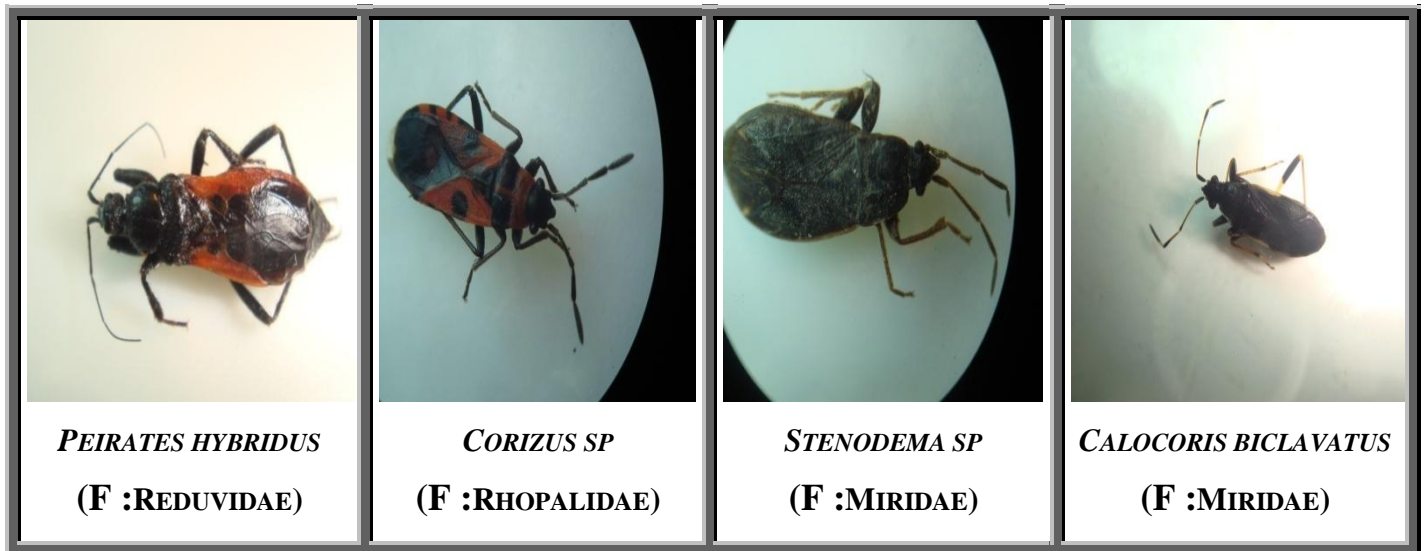 PEIRATES HYBRIDUS
(F :REDUVIDAE)
CORIZUS SP
(F :RHOPALIDAE)
STENODEMA SP
(F :MIRIDAE)
CALOCORIS BICLAVATUS
(F :MIRIDAE)